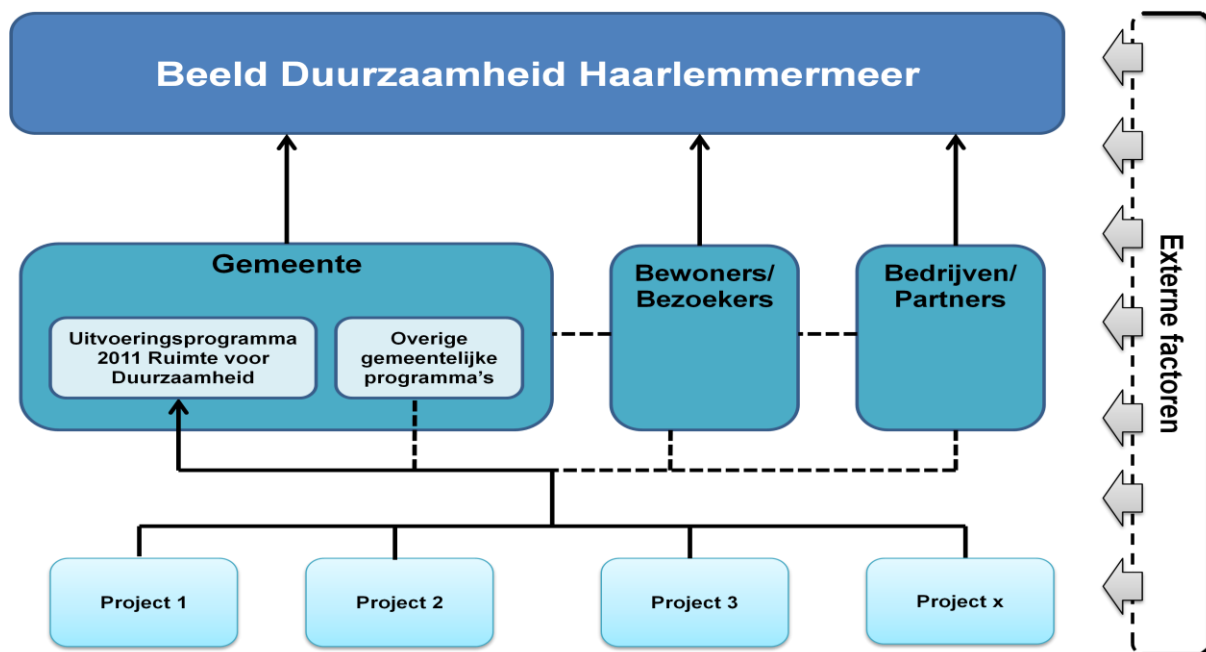 Beeld Duurzaamheid Haarlemmermeer
Gemeente
Uitvoeringsprogramma
2011 Ruimte voor
Duurzaamheid
Overige
gemeentelijke
programma's
Bewoners/
Bezoekers
Bedrijven/
Partners
Externe factoren
Project 1
Project 2
Project 3
Project x